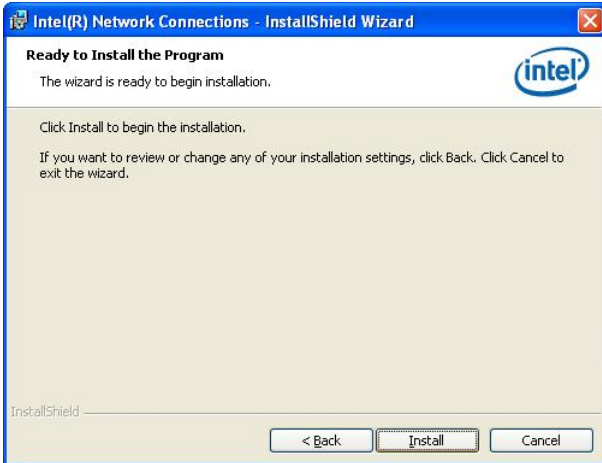 Intel(R) Network Connections - InstallShield Wizard
Ready to Install the Program
The wizard is ready to begin installation.
intel
Click Install to begin the installation.
If you want to review or change any of your installation settings, click Back. Click Cancel to
exit the wizard.
InstallShield
< Back
Install
Cancel